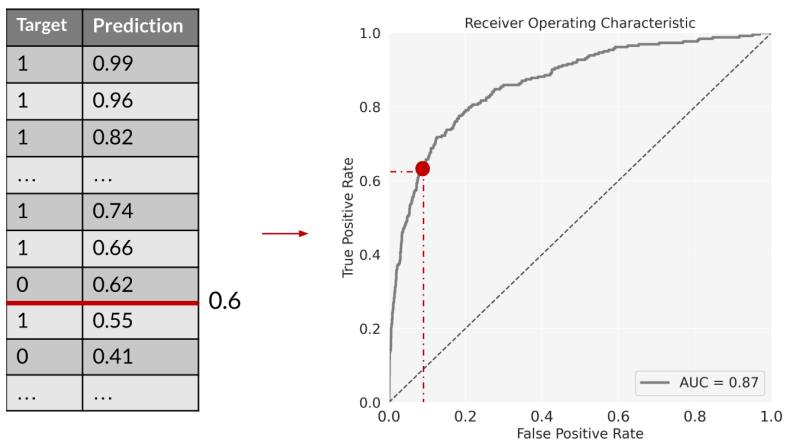 Target Prediction
1 0.99
1 0.96
1 0.82
... ...
1 0.74
1 0.66
0 0.62
0.6
1 0.55
0 0.41
... ...
Receiver Operating Characteristic
1.0
0.8
0.6
0.4
0.2
0.0
True Positive Rate
AUC = 0.87
0.0 0.2 0.4 0.6 0.8 1.0
False Positive Rate